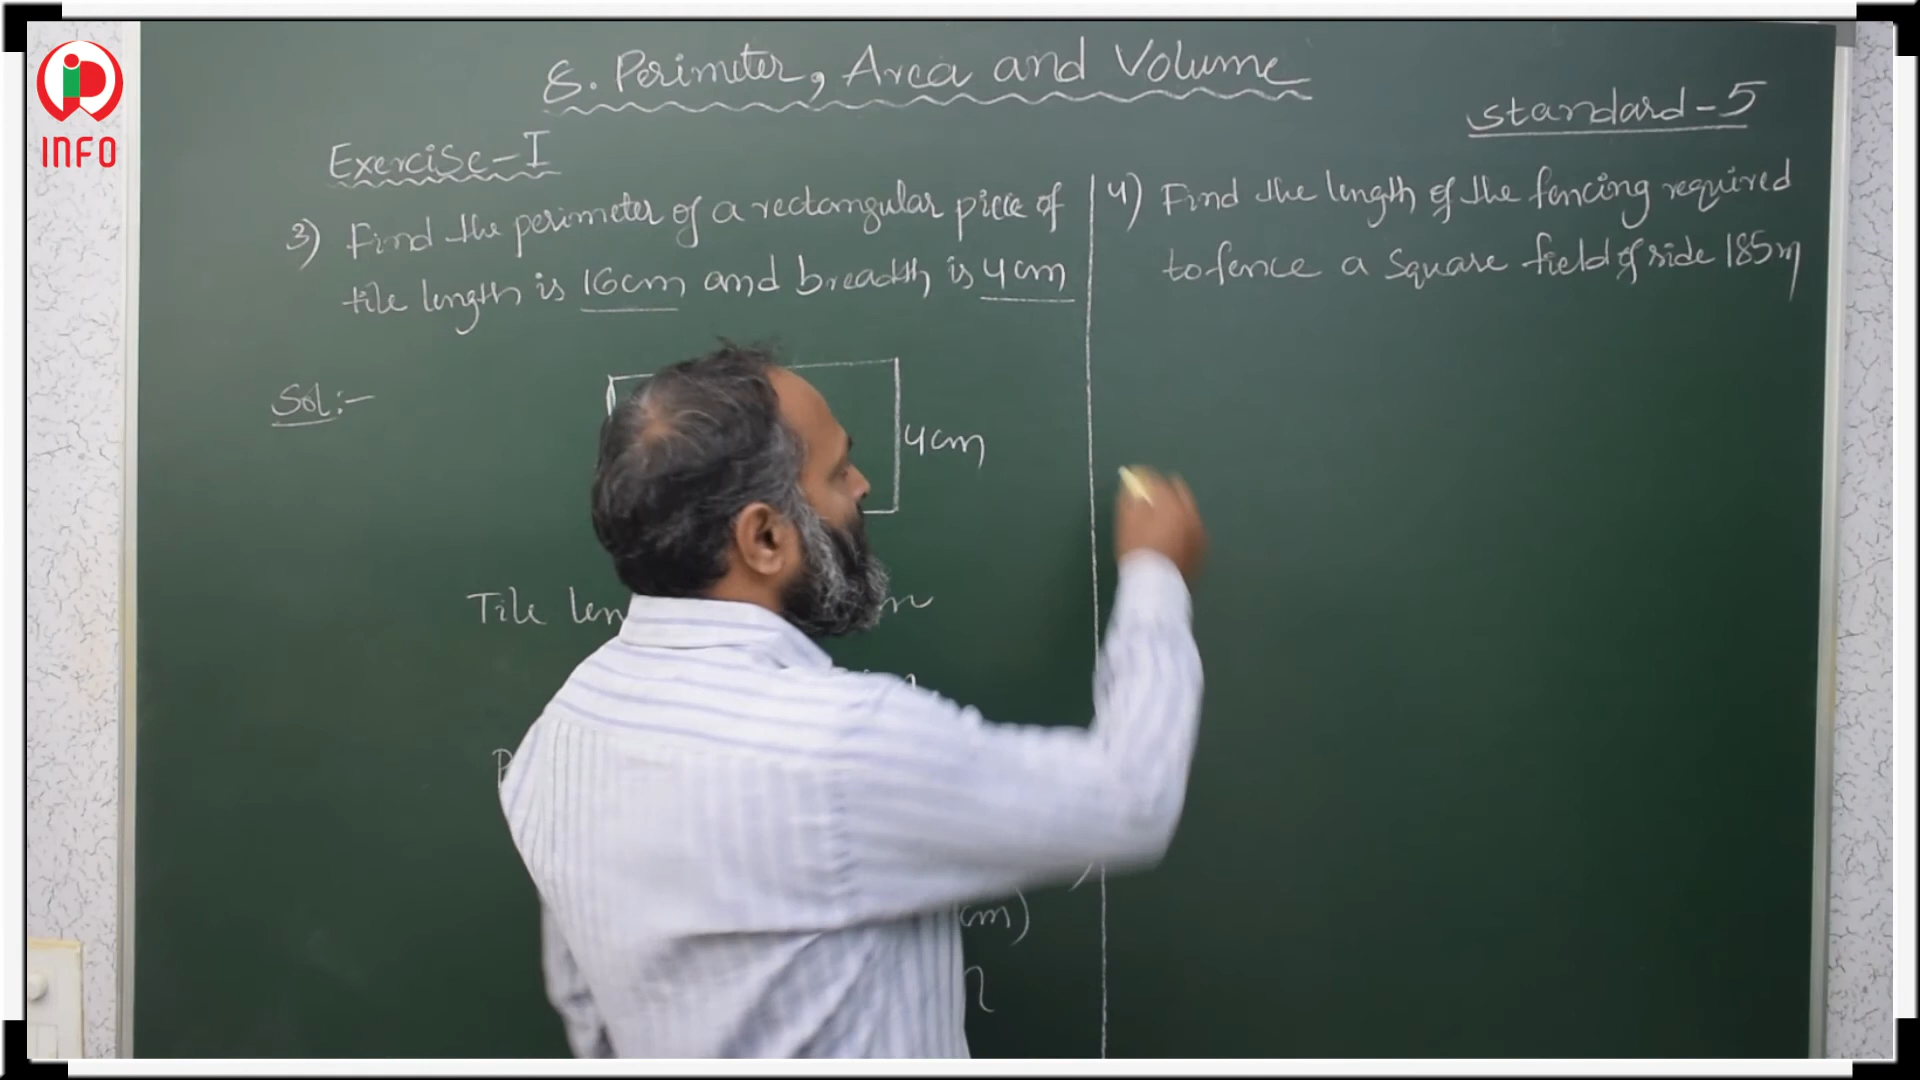 INFO
8. Perimeter, Area and Volume
Standard-5
Exercise-I
3) Find the perimeter of a rectangular piece of
tile length is 16cm and breadth is 4cm
Sol:-
4cm
Tile
cm)
4) Find the length of the fencing required
to fence a square field of side 185m